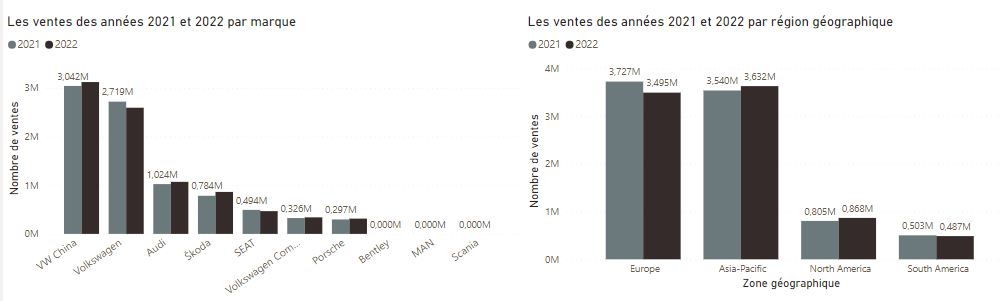 Les ventes des années 2021 et 2022 par marque
2021 2022
Nombre de ventes
3M
2M
1M
0M
3,042M
2,719M
1,024M
0,784M
0,494M
0,326M
0,297M
0,000M
0,000M
0,000M
VW China
Volkswagen
Audi
Škoda
SEAT
Volkswagen Com...
Porsche
Bentley
MAN
Scania
Les ventes des années 2021 et 2022 par région géographique
2021 2022
Nombre de ventes
4M
3M
2M
1M
0M
3,727M
3,495M
3,540M
3,632M
0,805M
0,868M
0,503M
0,487M
Europe
Asia-Pacific
North America
South America
Zone géographique